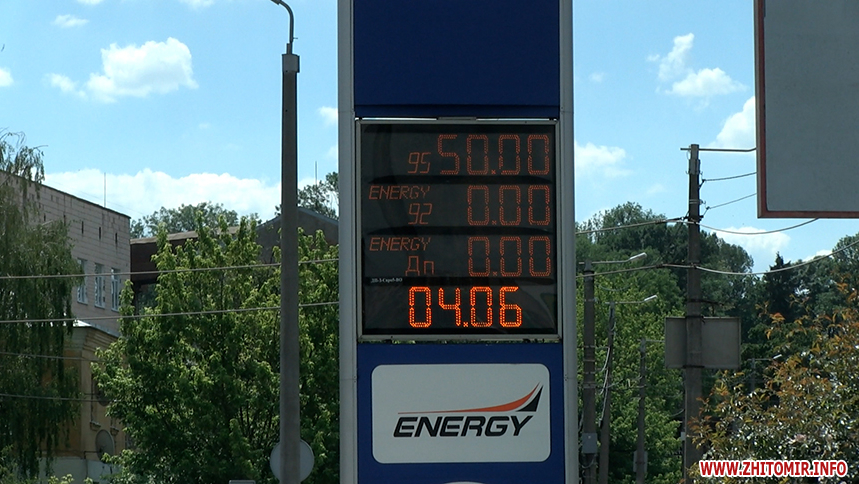 95 50.00
ENERGY
92 0.00
ENERGY
Дп 0.00
04.06
ENERGY
WWW.ZHITOMIR.INFO